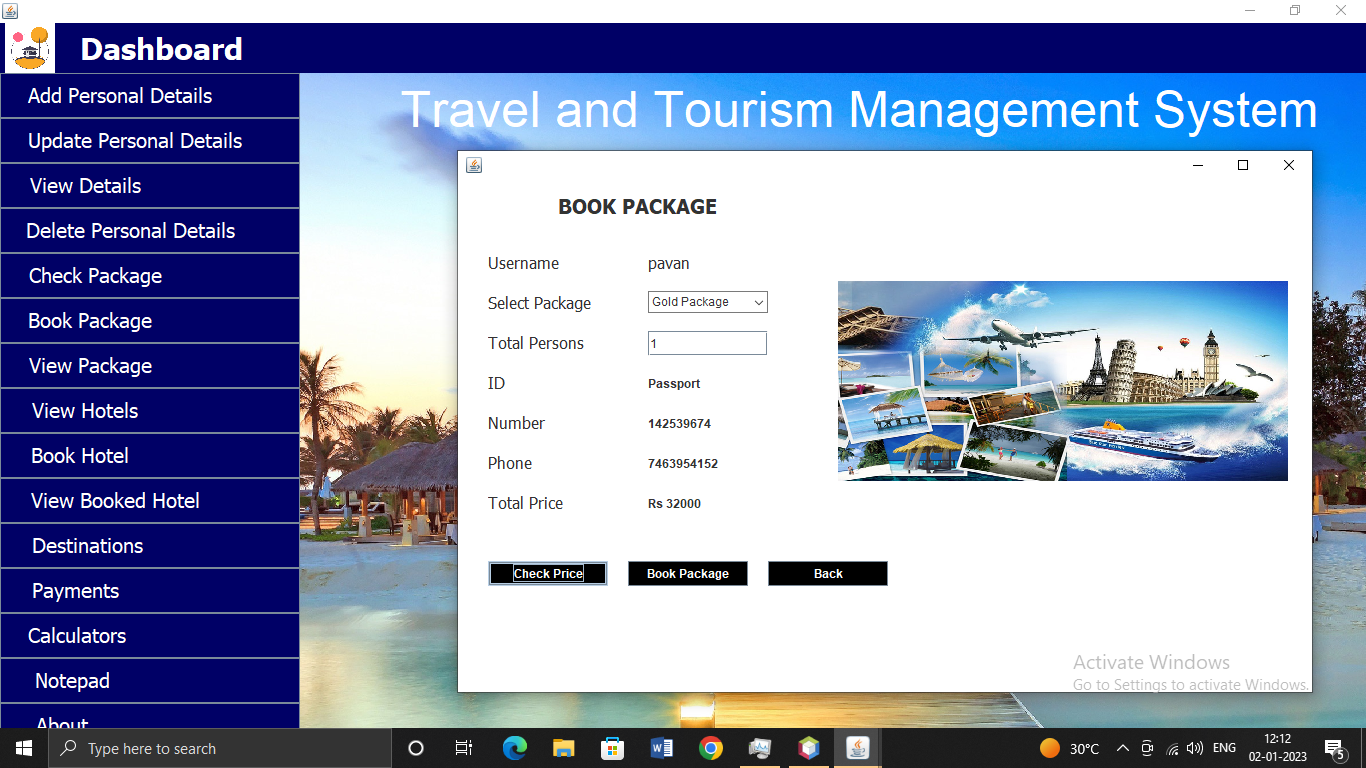 Dashboard
Travel and Tourism Management System
Add Personal Details
Update Personal Details
View Details
Delete Personal Details
Check Package
Book Package
View Package
View Hotels
Book Hotel
View Booked Hotel
Destinations
Payments
Calculators
Notepad
About
BOOK PACKAGE
Username pavan
Select Package Gold Package
Total Persons 1
ID Passport
Number 142539674
Phone 7463954152
Total Price Rs 32000
Check Price Book Package Back
Activate Windows
Go to Settings to activate Windows.
Type here to search
30°C
ENG
12:12
02-01-2023
5